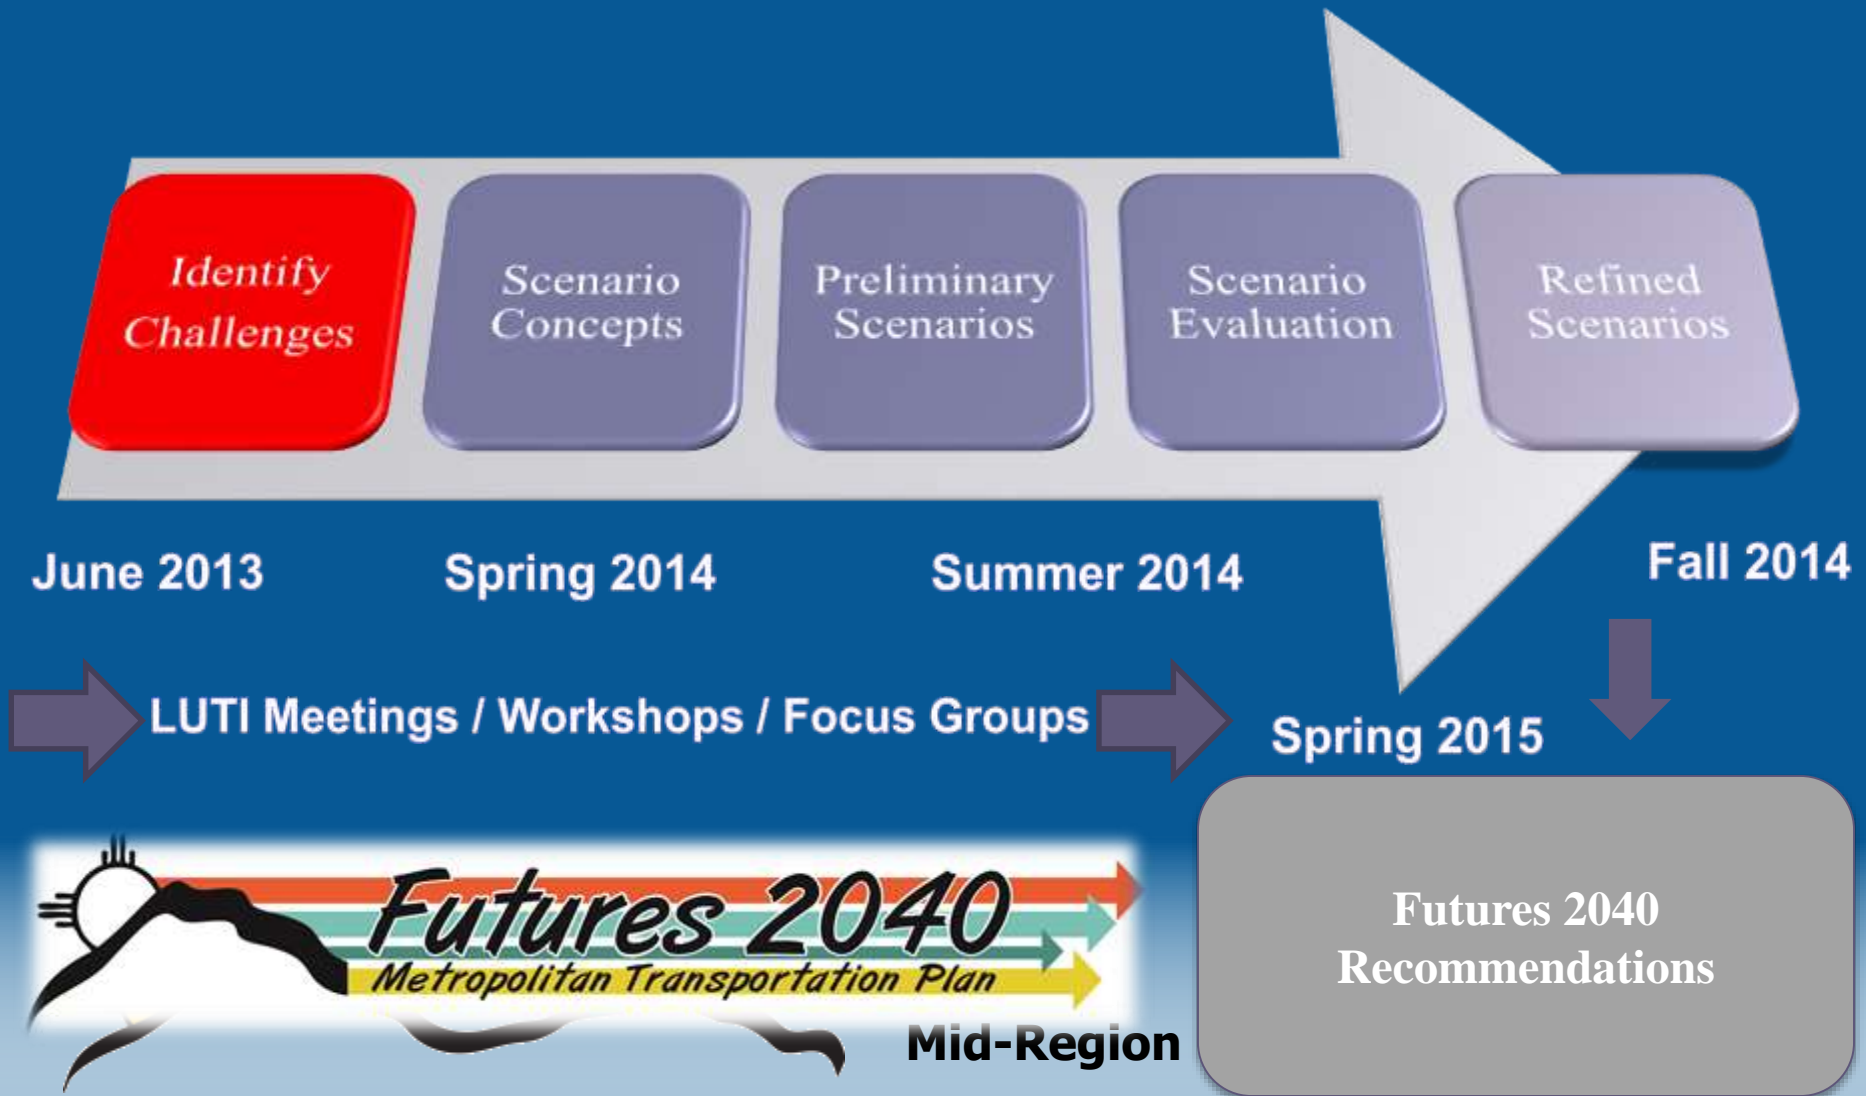 Identify
Challenges
Scenario
Concepts
Preliminary
Scenarios
Scenario
Evaluation
Refined
Scenarios
June 2013
Spring 2014
Summer 2014
Fall 2014
LUTI Meetings / Workshops / Focus Groups
Spring 2015
Futures 2040
Metropolitan Transportation Plan
Mid-Region
Futures 2040
Recommendations